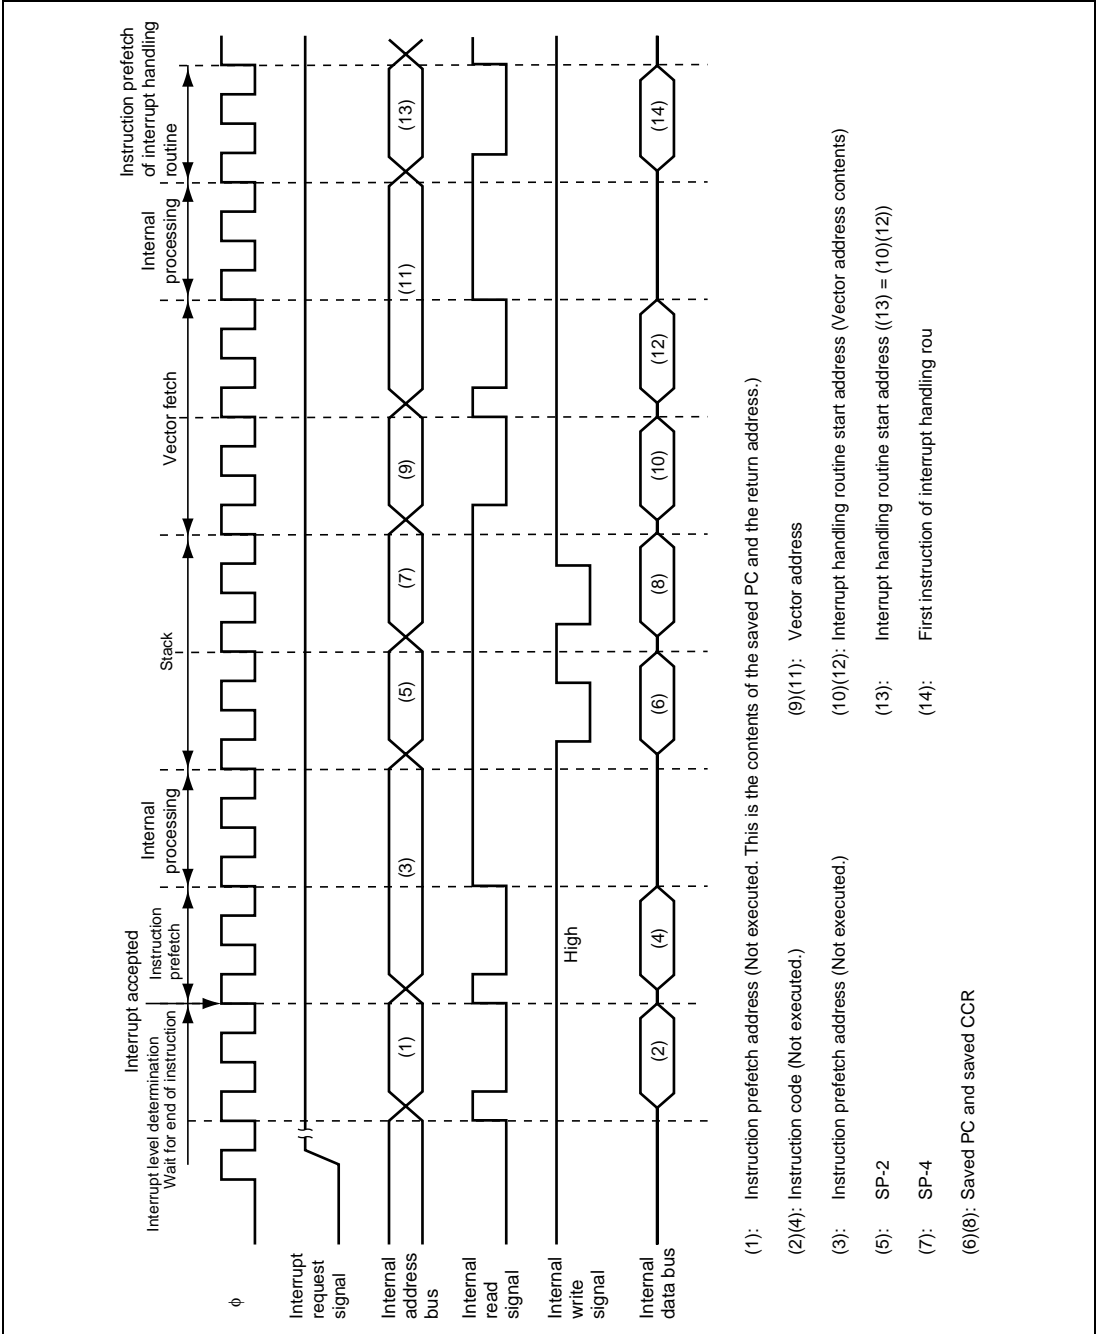 Interrupt level determination
Wait for end of instruction
Interrupt accepted
Instruction
prefetch
Internal
processing
Stack
Vector fetch
Internal
processing
Instruction prefetch
of interrupt handling
routine
φ
Interrupt
request
signal
Internal
address
bus
(1)
(3)
(5)
(7)
(9)
(11)
(13)
Internal
read
signal
Internal
write
signal
High
Internal
data bus
(2)
(4)
(6)
(8)
(10)
(12)
(14)
(1): Instruction prefetch address (Not executed. This is the contents of the saved PC and the return address.)
(2)(4): Instruction code (Not executed.)
(3): Instruction prefetch address (Not executed.)
(5): SP-2
(7): SP-4
(6)(8): Saved PC and saved CCR
(9)(11): Vector address
(10)(12): Interrupt handling routine start address (Vector address contents)
(13): Interrupt handling routine start address ((13) = (10)(12))
(14): First instruction of interrupt handling rou